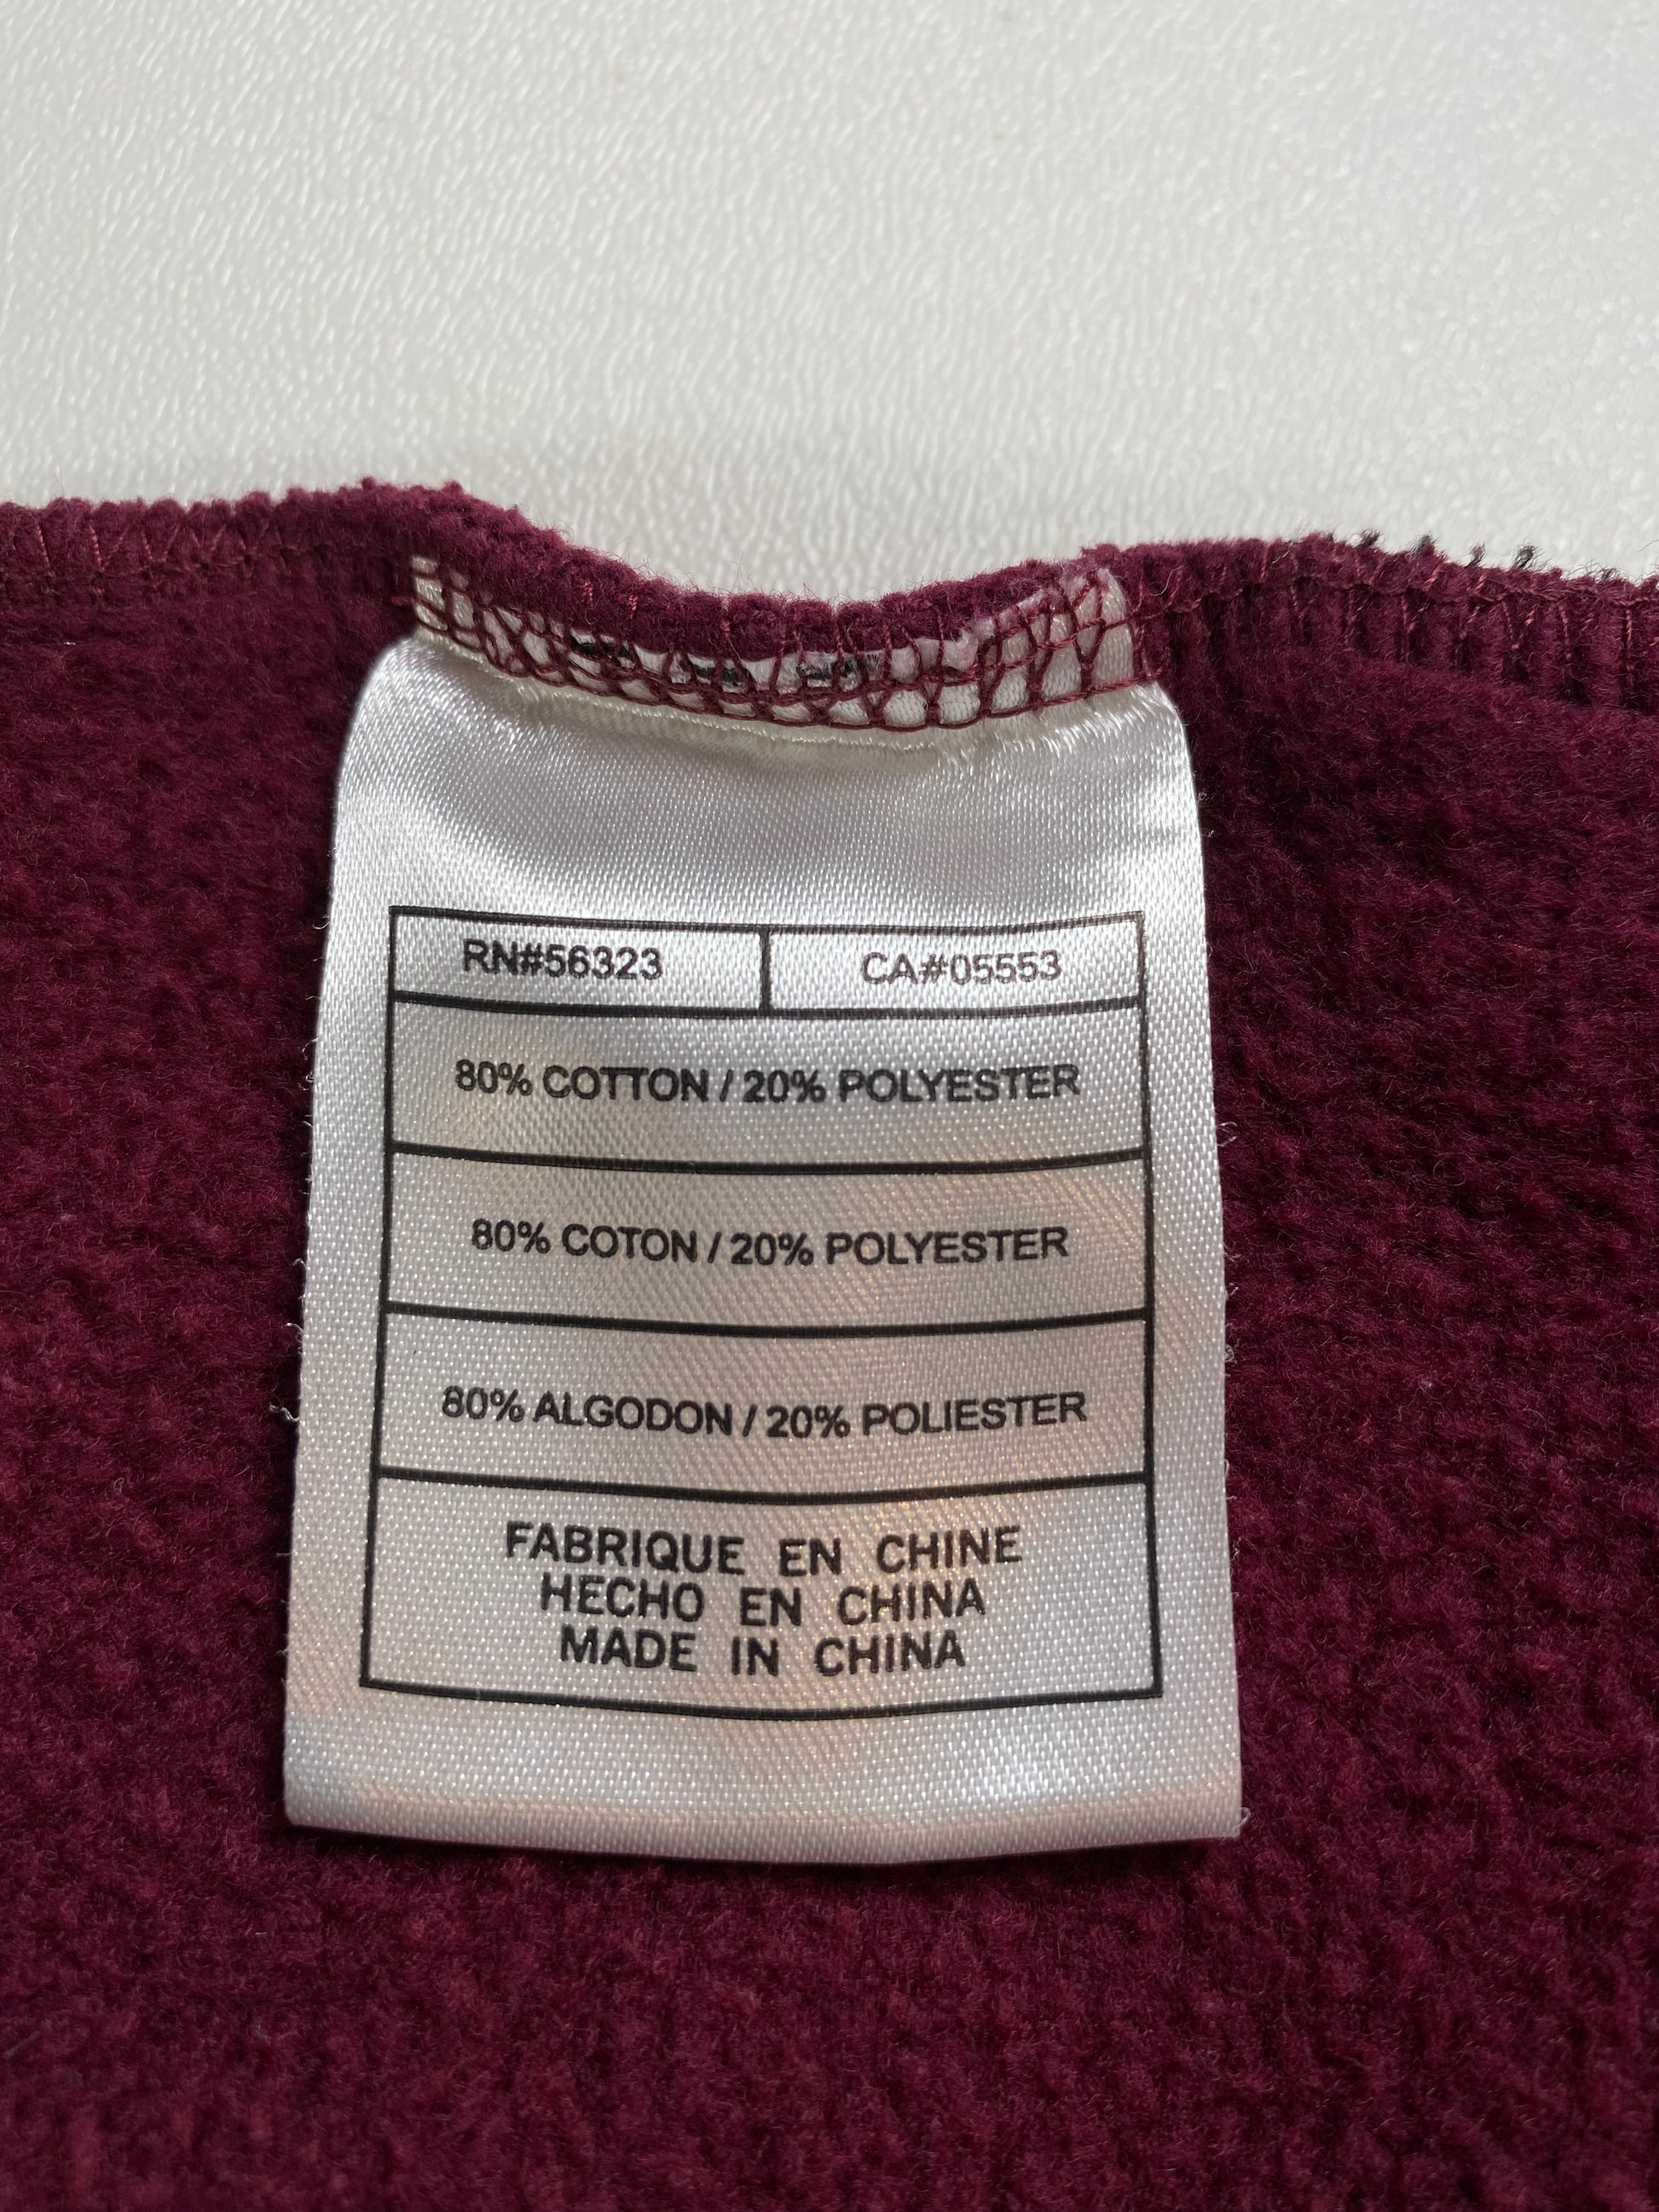 RN#56323 CA#05553
80% COTTON / 20% POLYESTER
80% COTON / 20% POLYESTER
80% ALGODON / 20% POLIESTER
FABRIQUE EN CHINE
HECHO EN CHINA
MADE IN CHINA